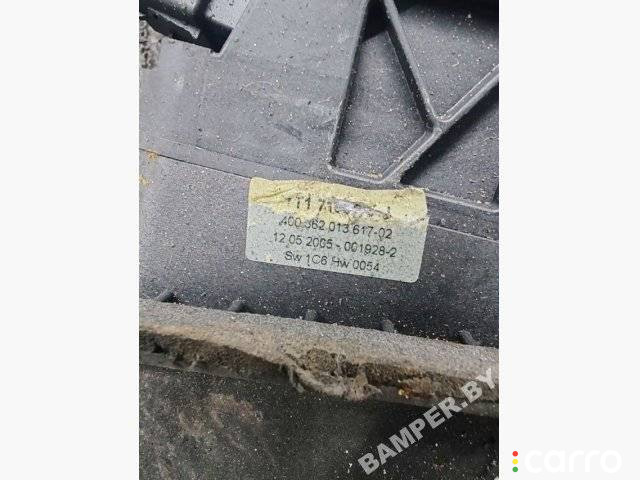 400 362 013 617-02
12 05 2005 - 001928-2
Sw 1C6 Hw 0054
BAMPER.BY
carro